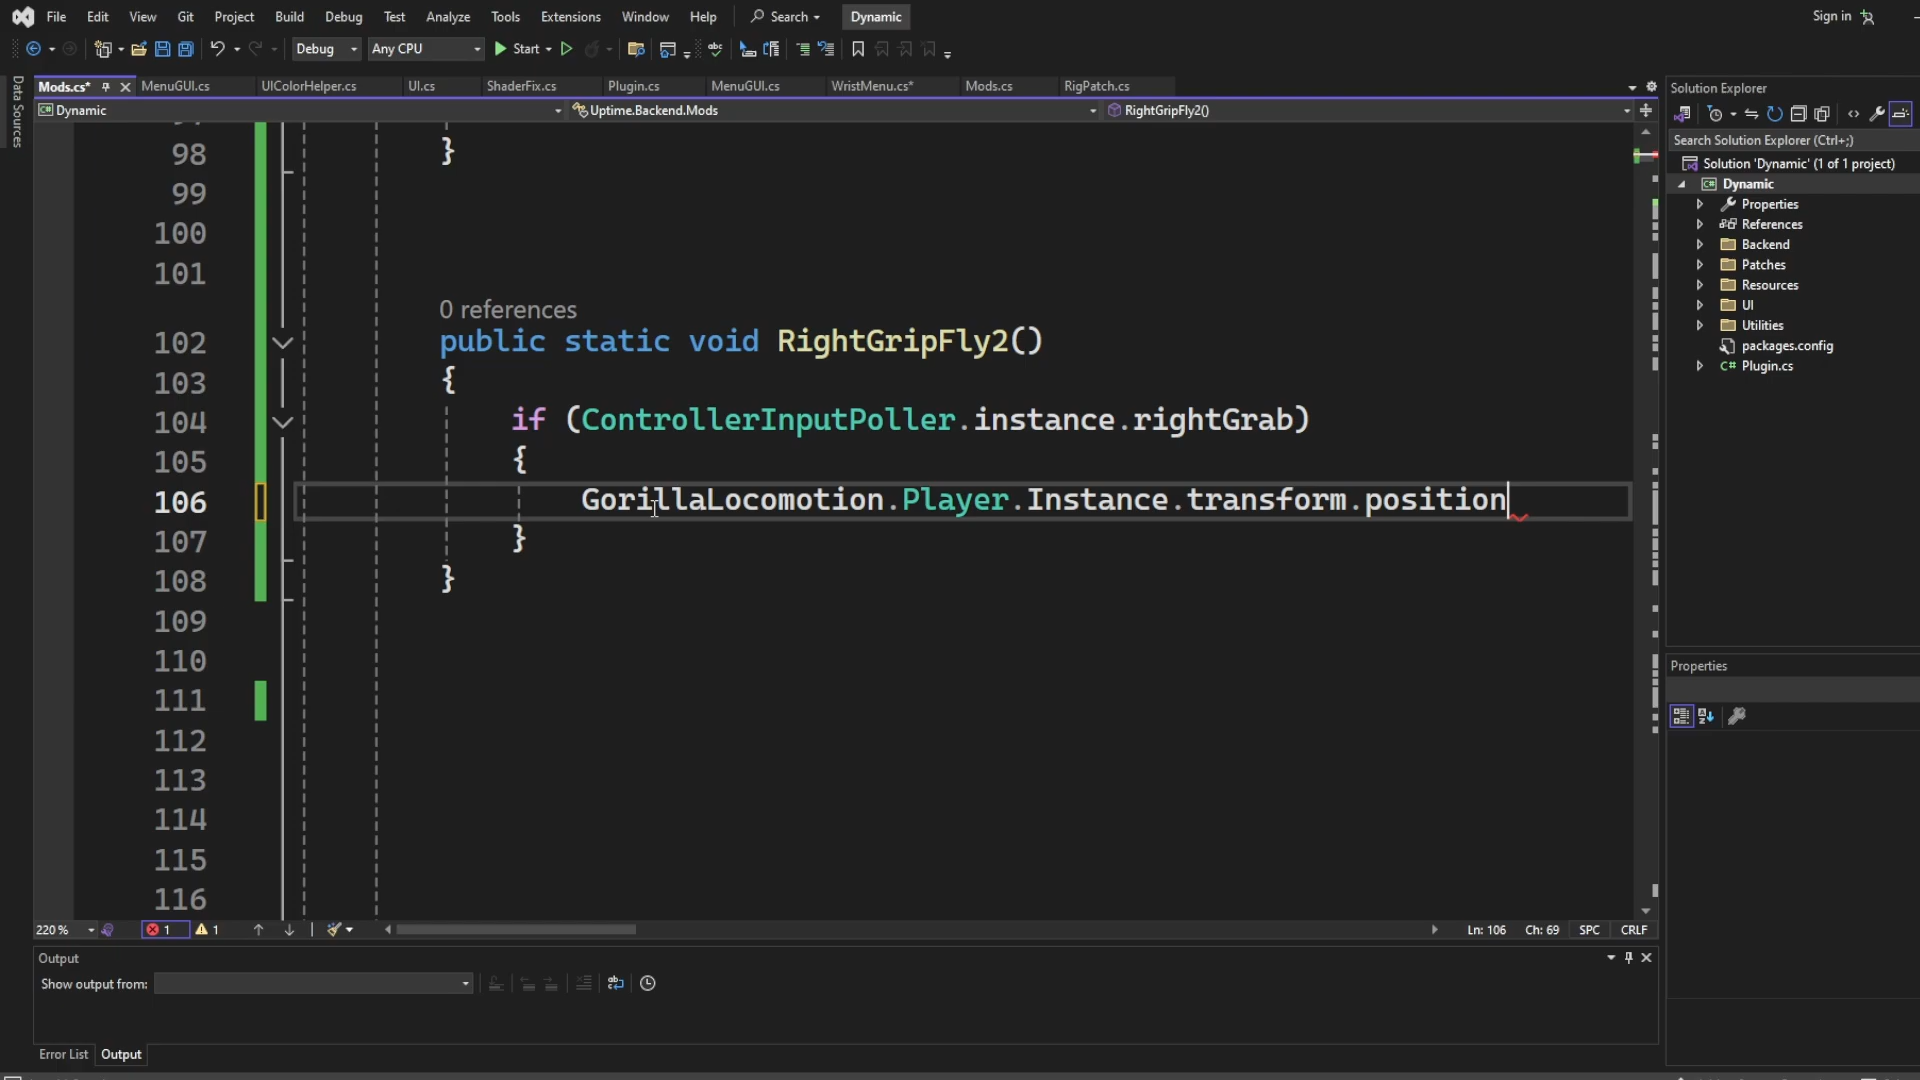 File Edit View Git Project Build Debug Test Analyze Tools Extensions Window Help Search Dynamic Sign in
Debug Any CPU Start
Data Sources
Mods.cs* MenuGUI.cs UIColorHelper.cs UI.cs ShaderFix.cs Plugin.cs MenuGUI.cs WristMenu.cs* Mods.cs RigPatch.cs
Dynamic Uptime.Backend.Mods RightGripFly2()
98 }
99
100
101
0 references
102 public static void RightGripFly2()
103 {
104 if (ControllerInputPoller.instance.rightGrab)
105 {
106 GorillaLocomotion.Player.Instance.transform.position
107 }
108 }
109
110
111
112
113
114
115
116
220 % 1 1 Ln: 106 Ch: 69 SPC CRLF
Output
Show output from:
Error List Output
Solution Explorer
Search Solution Explorer (Ctrl+;)
Solution 'Dynamic' (1 of 1 project)
C# Dynamic
Properties
References
Backend
Patches
Resources
UI
Utilities
packages.config
C# Plugin.cs
Properties